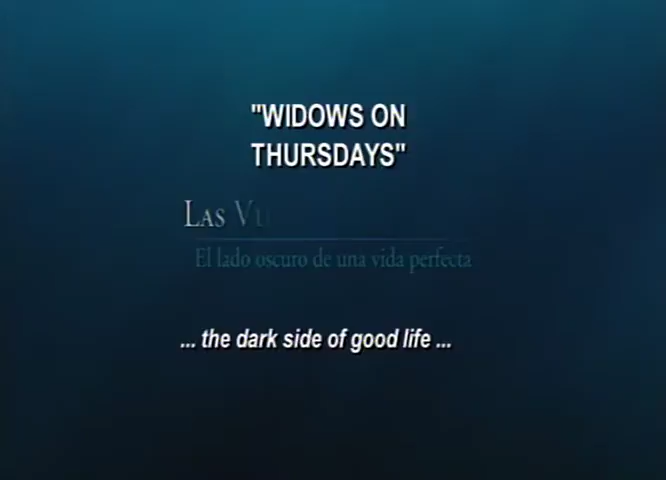 "WIDOWS ON
THURSDAYS"
LAS
El lado oscuro de una vida perfecta
... the dark side of good life ...